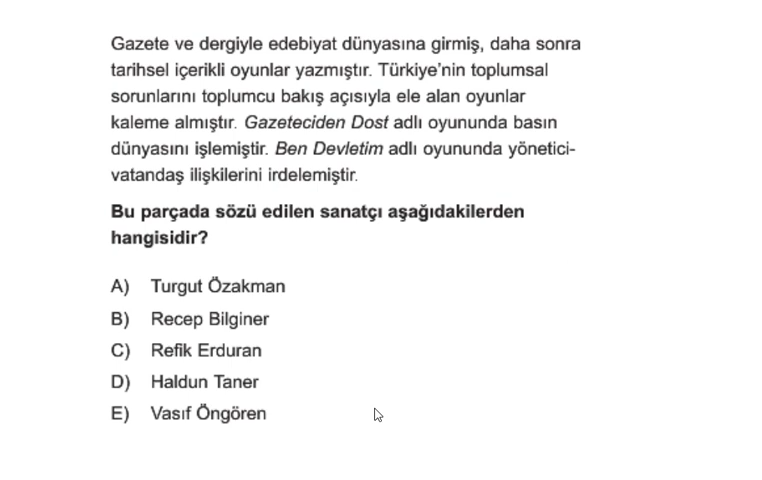 Gazete ve dergiyle edebiyat dünyasına girmiş, daha sonra
tarihsel içerikli oyunlar yazmıştır. Türkiye’nin toplumsal
sorunlarını toplumcu bakış açısıyla ele alan oyunlar
kaleme almıştır. Gazeteciden Dost adlı oyununda basın
dünyasını işlemiştir. Ben Devletim adlı oyununda yönetici-
vatandaş ilişkilerini irdelemiştir.
Bu parçada sözü edilen sanatçı aşağıdakilerden
hangisidir?
A) Turgut Özakman
B) Recep Bilginer
C) Refik Erduran
D) Haldun Taner
E) Vasıf Öngören